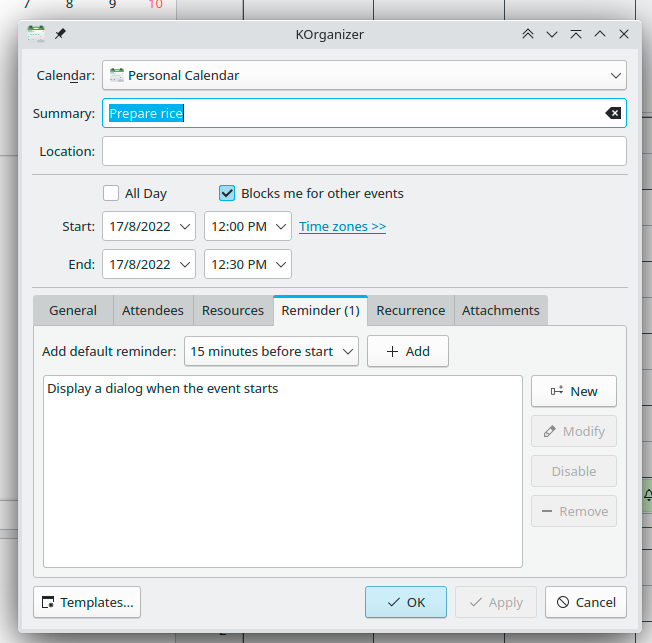 7 8 9 10
KOrganizer
Calendar: Personal Calendar
Summary: Prepare rice
Location:
All Day Blocks me for other events
Start: 17/8/2022 12:00 PM Time zones >>
End: 17/8/2022 12:30 PM
General Attendees Resources Reminder (1) Recurrence Attachments
Add default reminder: 15 minutes before start Add
Display a dialog when the event starts
New
Modify
Disable
Remove
Templates... OK Apply Cancel